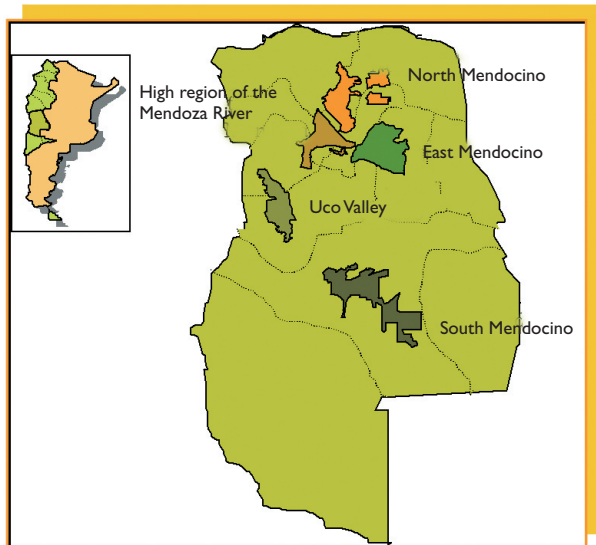 North Mendocino
High region of the
Mendoza River
East Mendocino
Uco Valley
South Mendocino